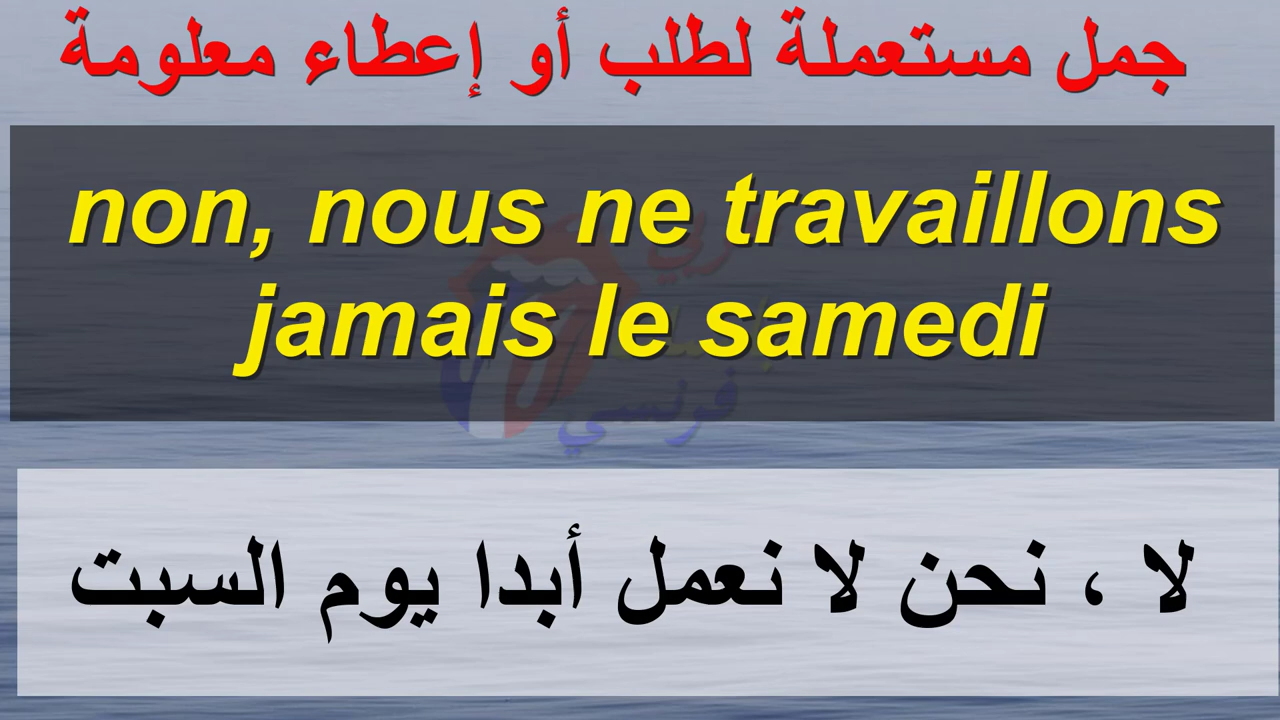 جمل مستعملة لطلب أو إعطاء معلومة
non, nous ne travaillons
jamais le samedi
فرنسي
لا ، نحن لا نعمل أبدا يوم السبت